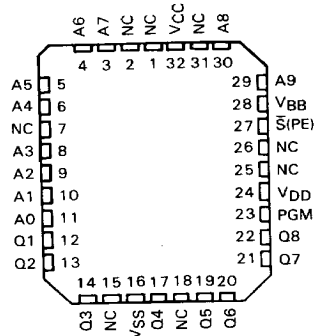 A6 A7 NC NC VCC NC A8
4 3 2 1 32 31 30
A5 5
A4 6
NC 7
A3 8
A2 9
A1 10
A0 11
Q1 12
Q2 13
29 A9
28 VBB
27 S̅(PE)
26 NC
25 NC
24 VDD
23 PGM
22 Q8
21 Q7
14 15 16 17 18 19 20
Q3 NC VSS Q4 NC Q5 Q6